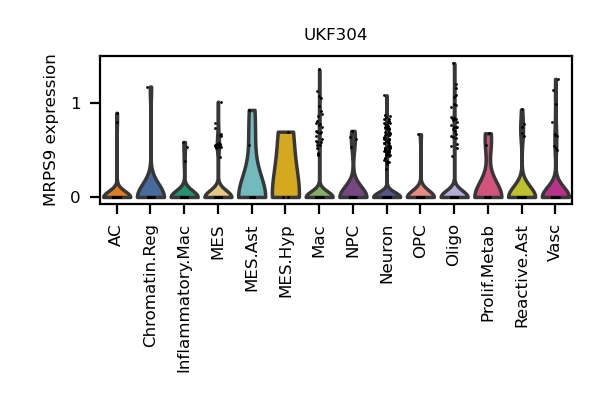 UKF304
MRPS9 expression
1
0
AC
Chromatin.Reg
Inflammatory.Mac
MES
MES.Ast
MES.Hyp
Mac
NPC
Neuron
OPC
Oligo
Prolif.Metab
Reactive.Ast
Vasc